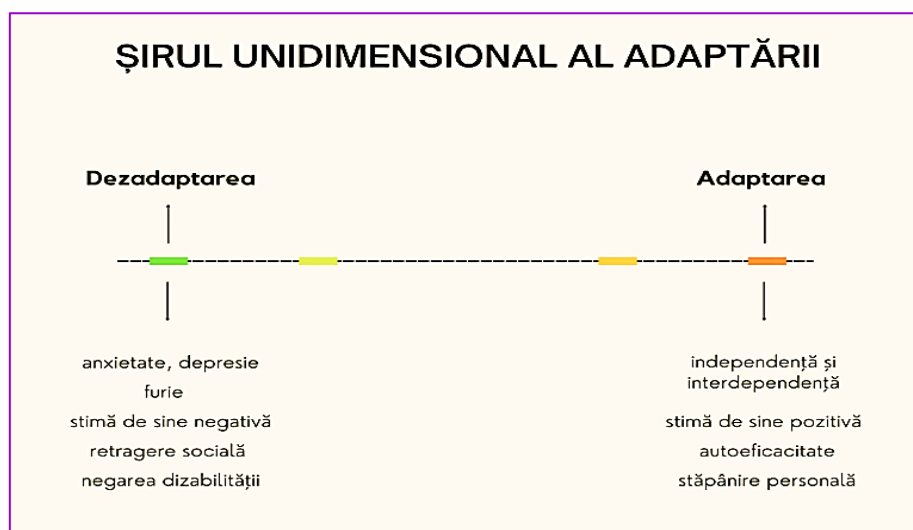 ȘIRUL UNIDIMENSIONAL AL ADAPTĂRII
Dezadaptarea
anxietate, depresie
furie
stimă de sine negativă
retragere socială
negarea dizabilității
Adaptarea
independență și
interdependență
stimă de sine pozitivă
autoeficacitate
stăpânire personală